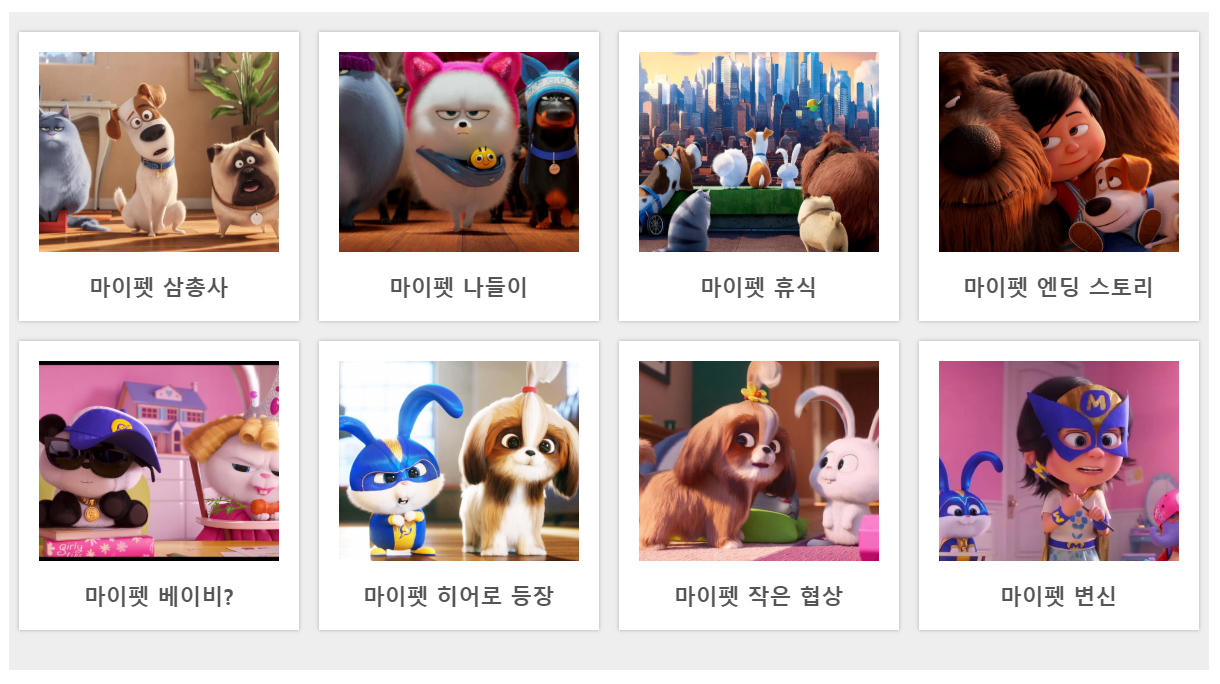 마이펫 삼총사
마이펫 나들이
마이펫 휴식
마이펫 엔딩 스토리
girly
M
마이펫 베이비?
마이펫 히어로 등장
마이펫 작은 협상
마이펫 변신